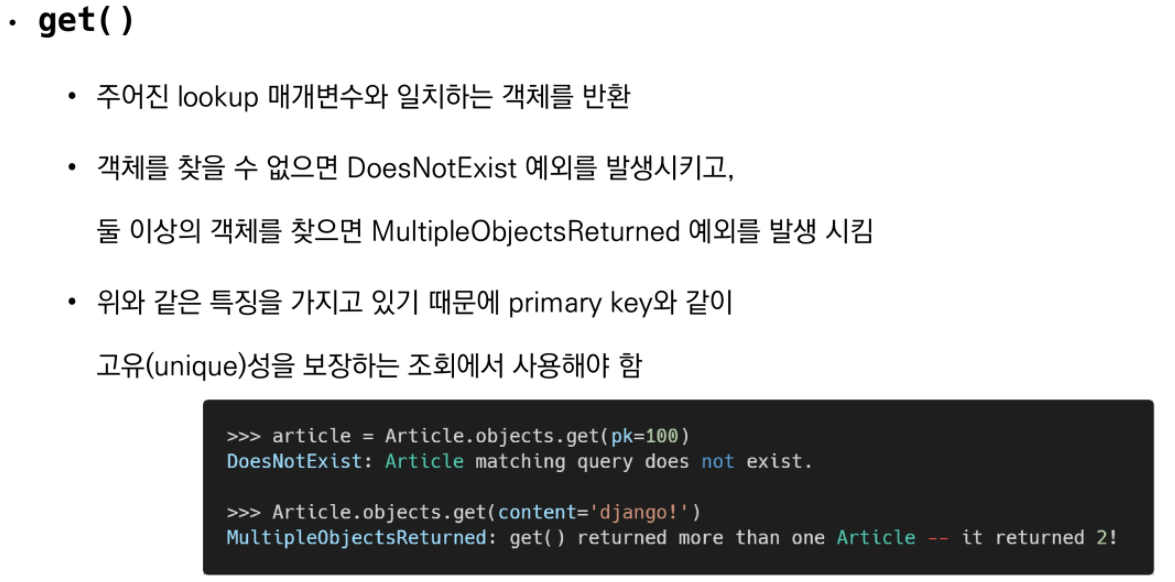 • get()
• 주어진 lookup 매개변수와 일치하는 객체를 반환
• 객체를 찾을 수 없으면 DoesNotExist 예외를 발생시키고,
둘 이상의 객체를 찾으면 MultipleObjectsReturned 예외를 발생 시킴
• 위와 같은 특징을 가지고 있기 때문에 primary key와 같이
고유(unique)성을 보장하는 조회에서 사용해야 함
>>> article = Article.objects.get(pk=100)
DoesNotExist: Article matching query does not exist.
>>> Article.objects.get(content='django!')
MultipleObjectsReturned: get() returned more than one Article -- it returned 2!